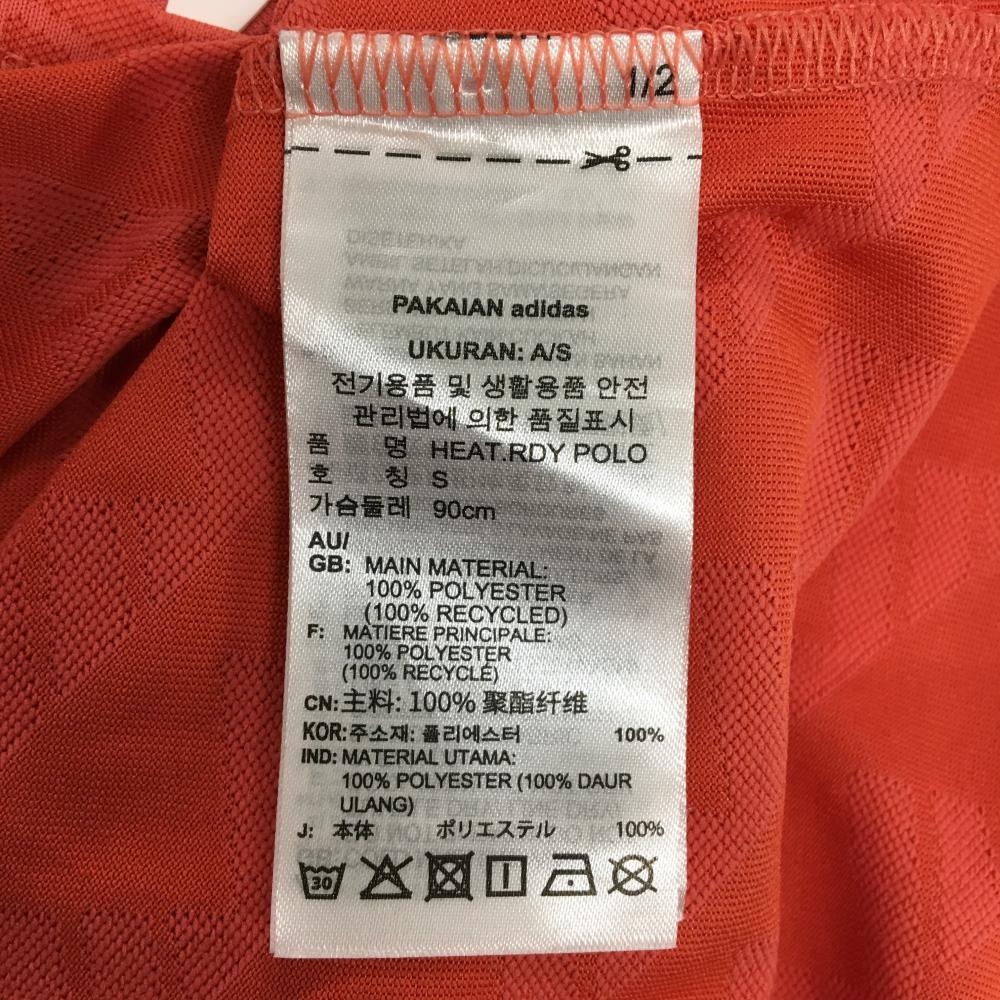 1/2
PAKAIAN adidas
UKURAN: A/S
전기용품 및 생활용품 안전
관리법에 의한 품질표시
품 명 HEAT.RDY POLO
호 칭 S
가슴둘레 90cm
AU/
GB: MAIN MATERIAL:
100% POLYESTER
(100% RECYCLED)
F: MATIERE PRINCIPALE:
100% POLYESTER
(100% RECYCLE)
CN: 主料: 100% 聚酯纤维
KOR: 주소재: 폴리에스터 100%
IND: MATERIAL UTAMA:
100% POLYESTER (100% DAUR
ULANG)
J: 本体 ポリエステル 100%
30